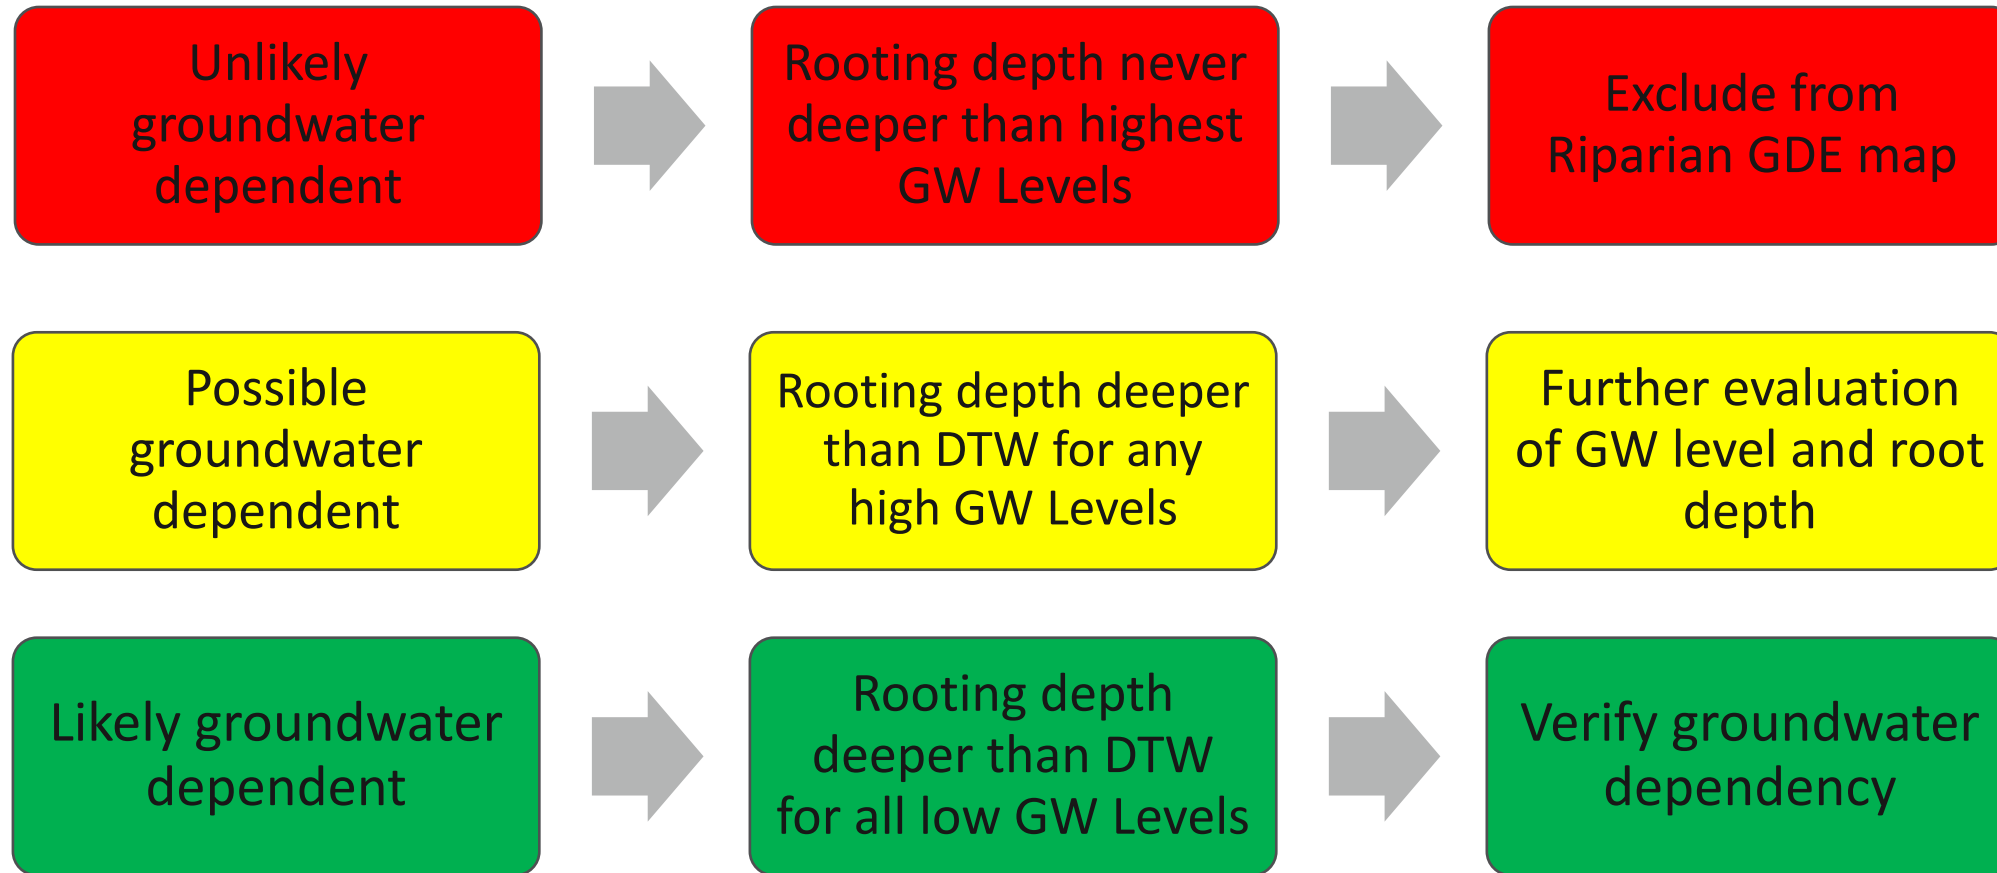 Unlikely
groundwater
dependent
Rooting depth never
deeper than highest
GW Levels
Exclude from
Riparian GDE map
Possible
groundwater
dependent
Rooting depth deeper
than DTW for any
high GW Levels
Further evaluation
of GW level and root
depth
Likely groundwater
dependent
Rooting depth
deeper than DTW
for all low GW Levels
Verify groundwater
dependency